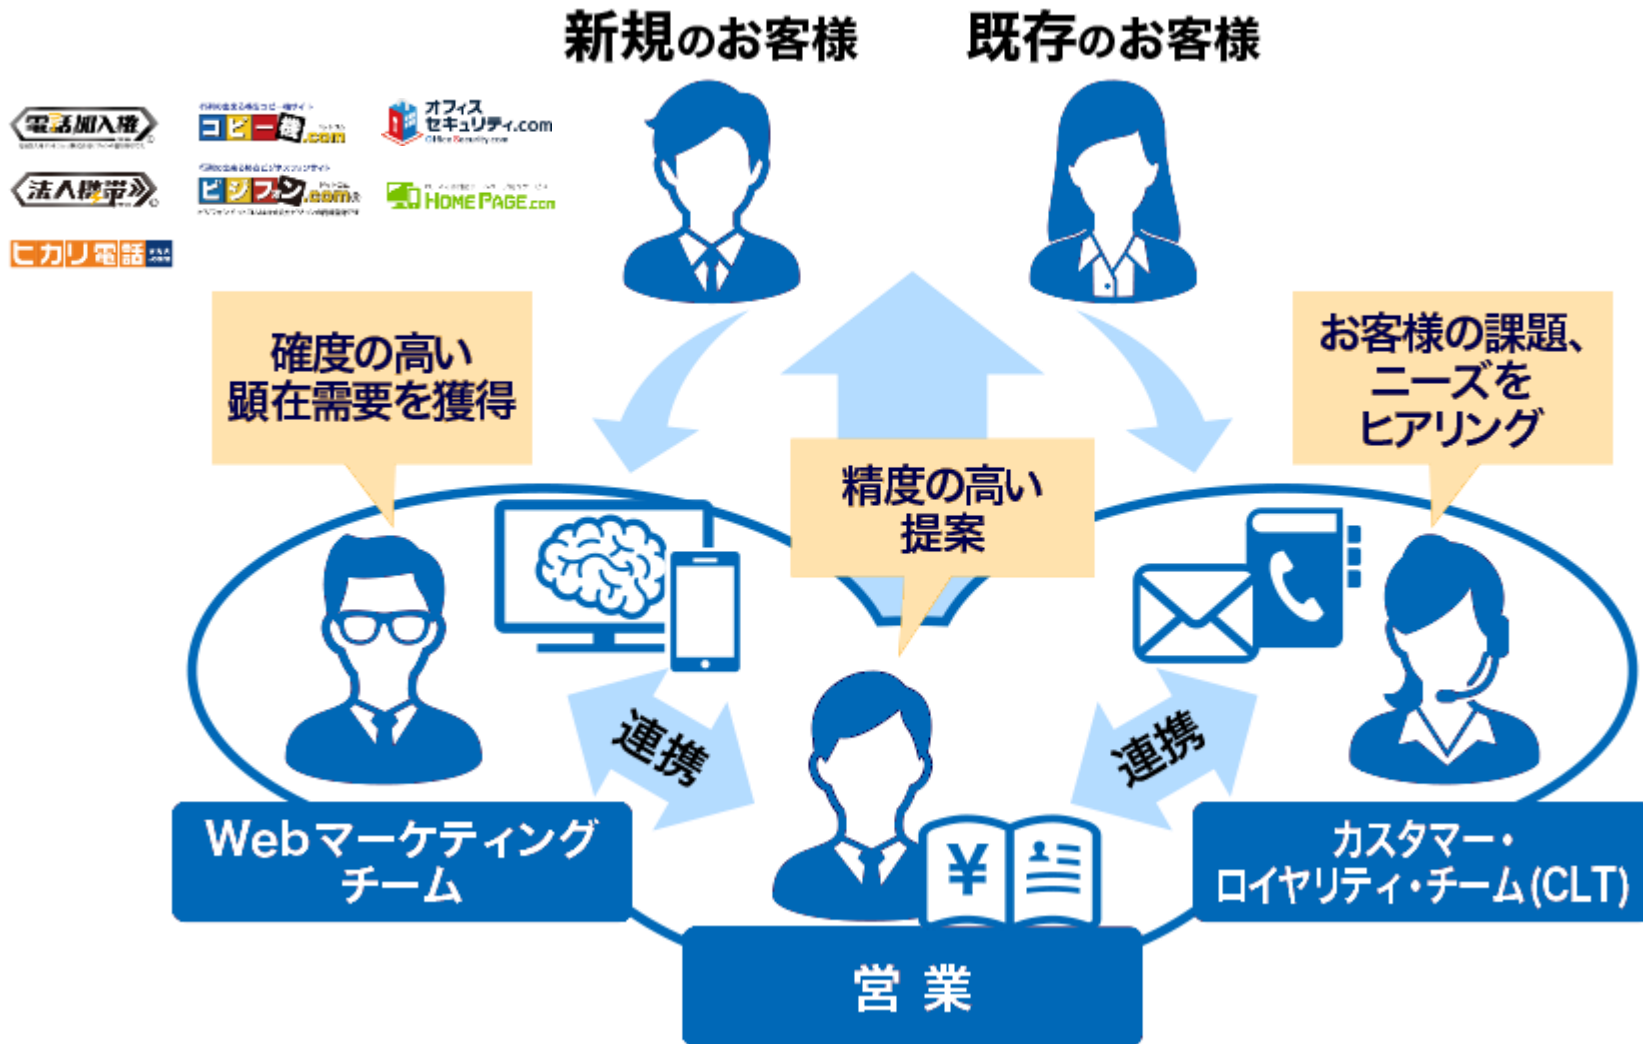 新規のお客様
既存のお客様
電話加入権
コピー機.com
オフィス
セキュリティ.com
Office Security.com
法人携帯
ビジフォン.com
HOME PAGE.com
ヒカリ電話
確度の高い
顕在需要を獲得
お客様の課題、
ニーズを
ヒアリング
精度の高い
提案
連携
連携
Webマーケティング
チーム
¥
カスタマー・
ロイヤリティ・チーム(CLT)
営業